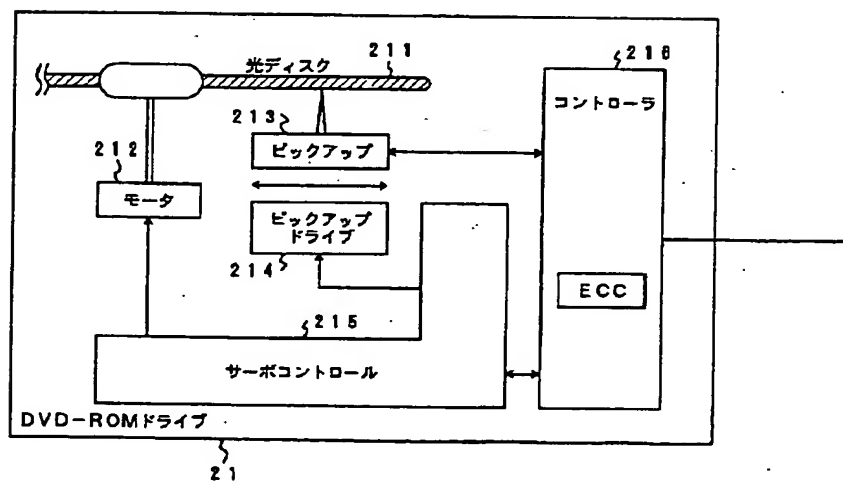 光ディスク
211
216
コントローラ
213
ピックアップ
212
モータ
ピックアップ
ドライブ
214
ECC
215
サーボコントロール
DVD-ROMドライブ
21